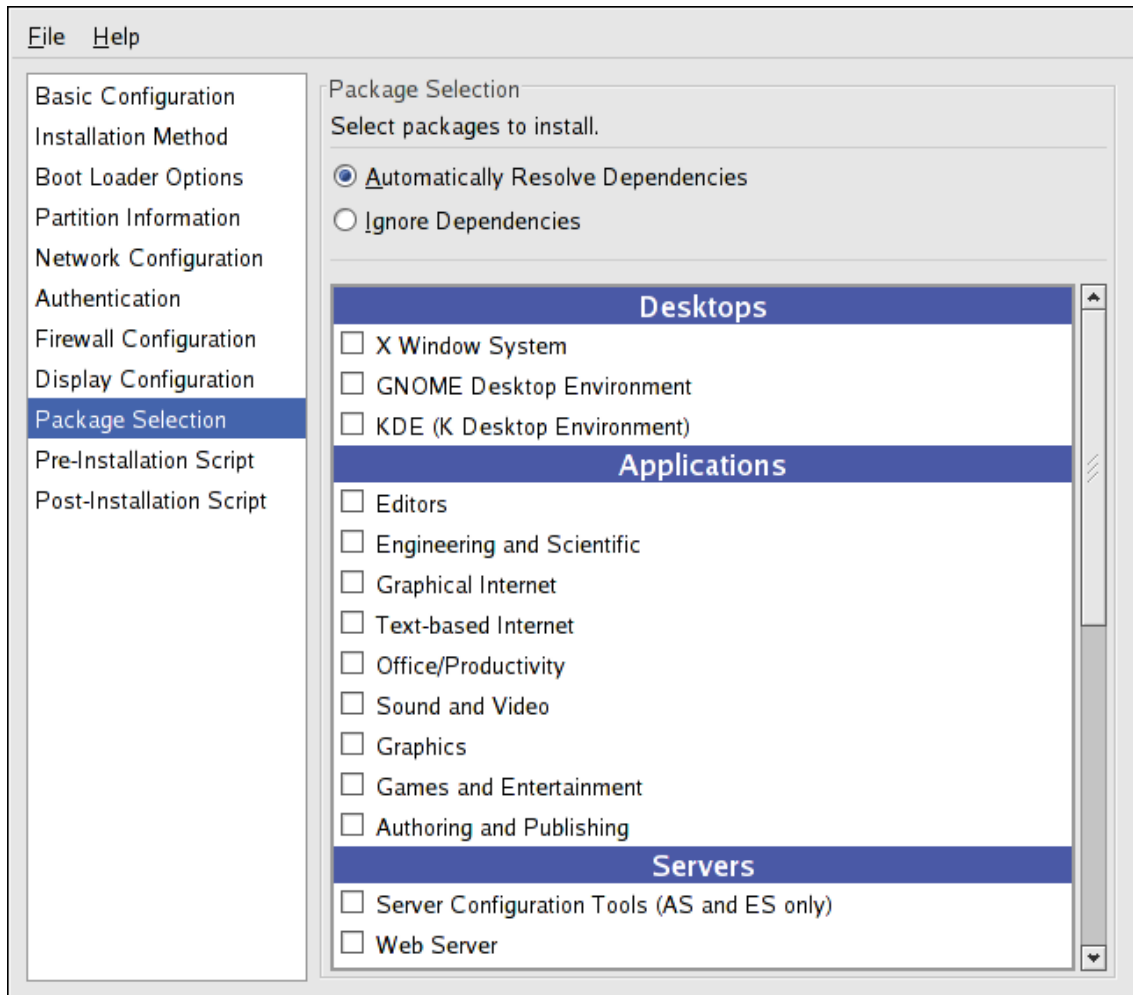 File Help
Basic Configuration
Installation Method
Boot Loader Options
Partition Information
Network Configuration
Authentication
Firewall Configuration
Display Configuration
Package Selection
Pre-Installation Script
Post-Installation Script
Package Selection
Select packages to install.
Automatically Resolve Dependencies
Ignore Dependencies
Desktops
X Window System
GNOME Desktop Environment
KDE (K Desktop Environment)
Applications
Editors
Engineering and Scientific
Graphical Internet
Text-based Internet
Office/Productivity
Sound and Video
Graphics
Games and Entertainment
Authoring and Publishing
Servers
Server Configuration Tools (AS and ES only)
Web Server